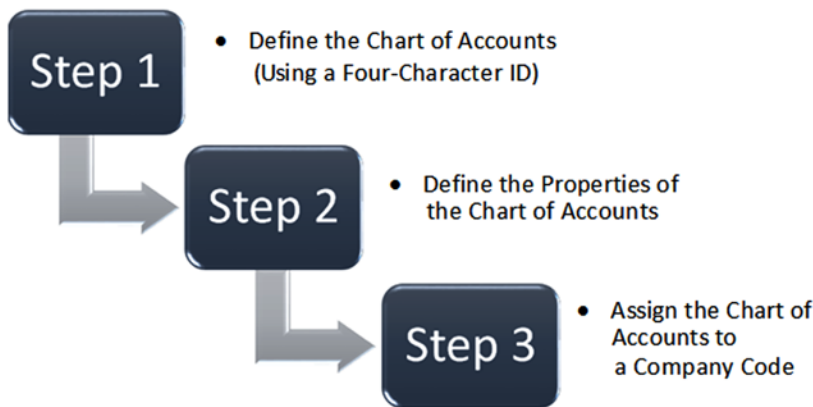 Step 1
• Define the Chart of Accounts
(Using a Four-Character ID)
Step 2
• Define the Properties of
the Chart of Accounts
Step 3
• Assign the Chart of
Accounts to
a Company Code